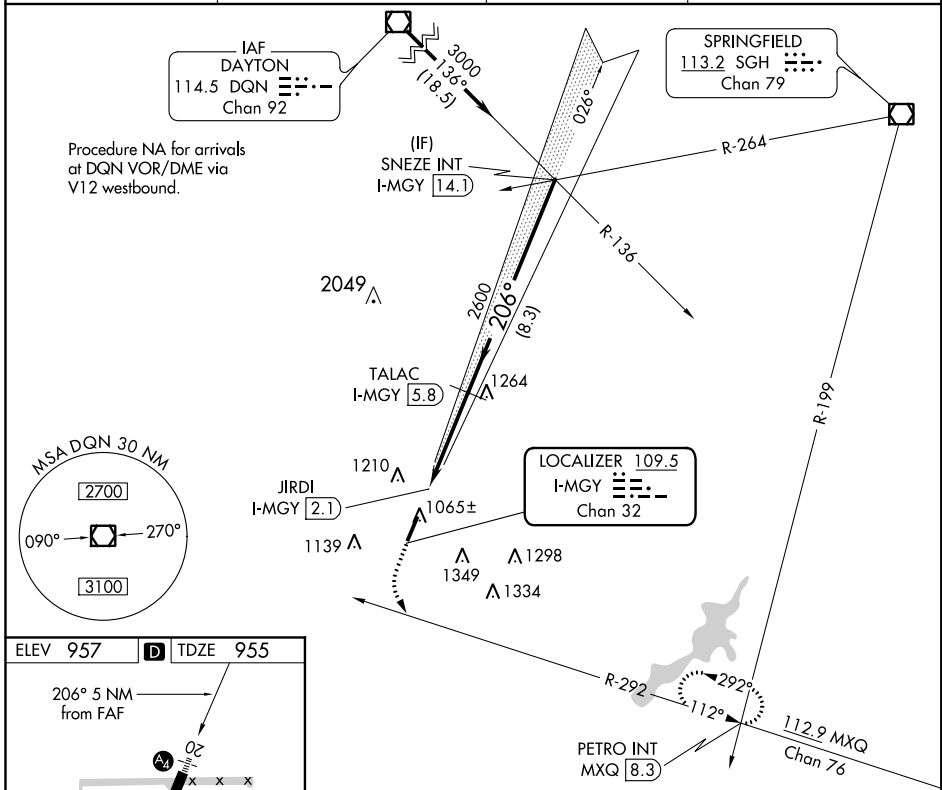 IAF
DAYTON
114.5 DQN
Chan 92
3000
136°
(18.5)
026°
SPRINGFIELD
113.2 SGH
Chan 79
Procedure NA for arrivals
at DQN VOR/DME via
V12 westbound.
(IF)
SNEZE INT
I-MGY 14.1
R-264
R-136
2049
2600
206°
(8.3)
TALAC
I-MGY 5.8
1264
R-199
MSA DQN 30 NM
2700
090°
270°
3100
1210
JIRDI
I-MGY 2.1
LOCALIZER 109.5
I-MGY
Chan 32
1065±
1139
1349
1298
1334
ELEV 957 D TDZE 955
206° 5 NM
from FAF
20
A4
X X X
R-292
292°
112°
PETRO INT
MXQ 8.3
112.9 MXQ
Chan 76